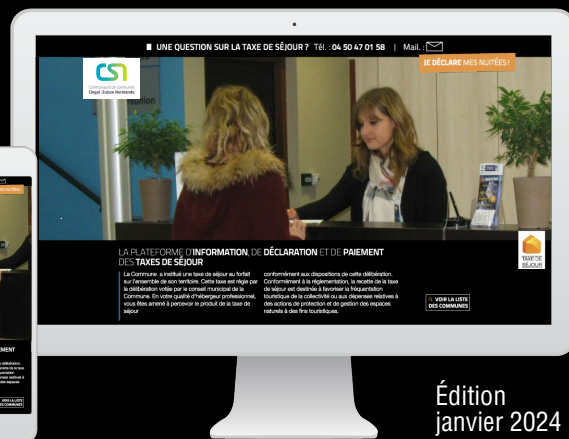 UNE QUESTION SUR LA TAXE DE SÉJOUR ? Tél. : 04 50 47 01 58 | Mail. :
JE DÉCLARE MES NUITÉES !
Communauté de communes
Cingal-Suisse Normande
LA PLATEFORME D'INFORMATION, DE DÉCLARATION ET DE PAIEMENT
DES TAXES DE SÉJOUR
La Commune a institué une taxe de séjour au forfait
sur l'ensemble de son territoire. Cette taxe est régie par
la délibération votée par le conseil municipal de la
Commune. En votre qualité d'hébergeur professionnel,
vous êtes amené à percevoir le produit de la taxe de
séjour
conformément aux dispositions de cette délibération.
Conformément à la réglementation, la recette de la taxe
de séjour est destinée à favoriser la fréquentation
touristique de la collectivité ou aux dépenses relatives à
des actions de protection et de gestion des espaces
naturels à des fins touristiques.
TAXE DE
SÉJOUR
VOIR LA LISTE
DES COMMUNES
Édition
janvier 2024